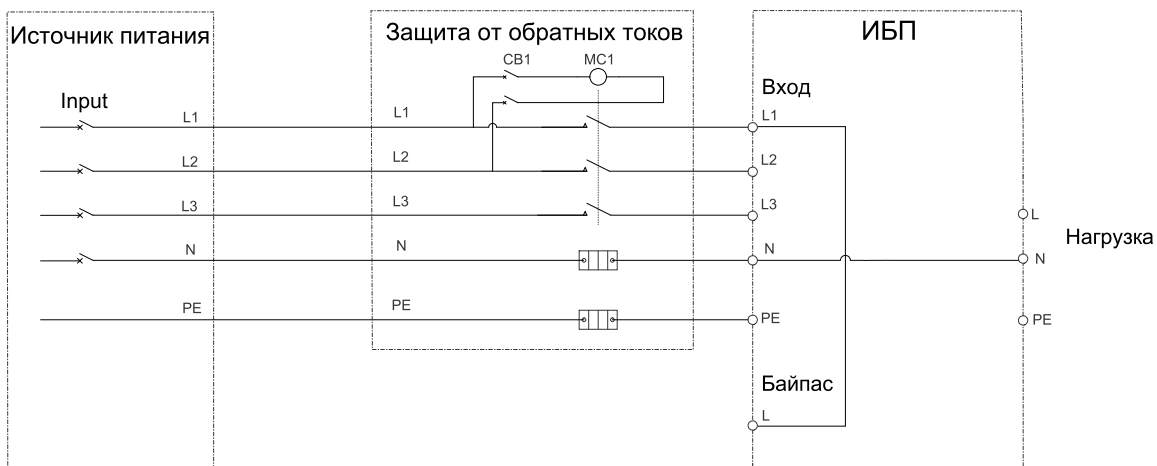 Источник питания
Защита от обратных токов
ИБП
CB1
MC1
Вход
Input
L1
L1
L1
L2
L2
L2
L3
L3
L3
L
Нагрузка
N
N
N
N
PE
PE
PE
PE
Байпас
L